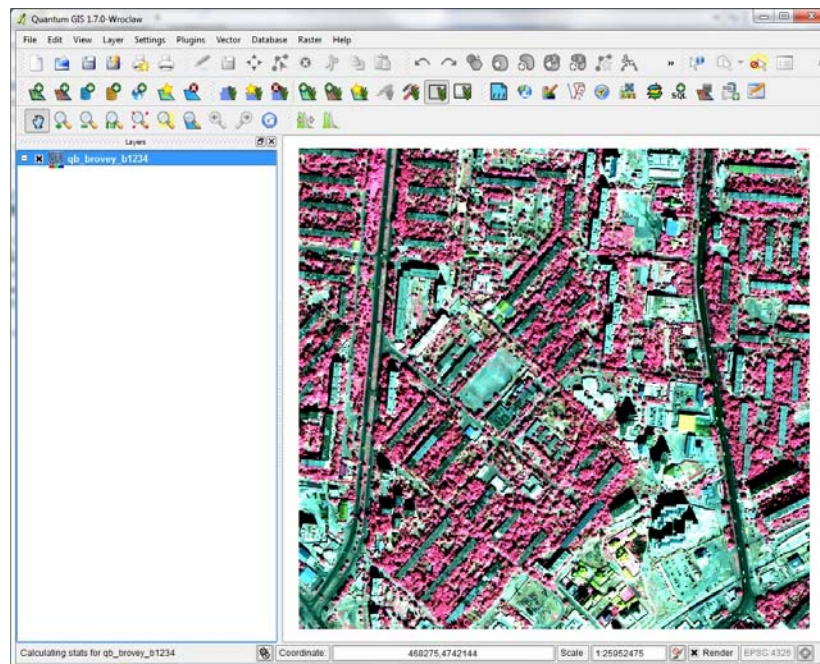 Quantum GIS 1.7.0-Wroclaw
File Edit View Layer Settings Plugins Vector Database Raster Help
SQL
Layers
qb_brovey_b1234
Calculating stats for qb_brovey_b1234 Coordinate: 468275,4742144 Scale 1:25952475 Render EPSG 4326